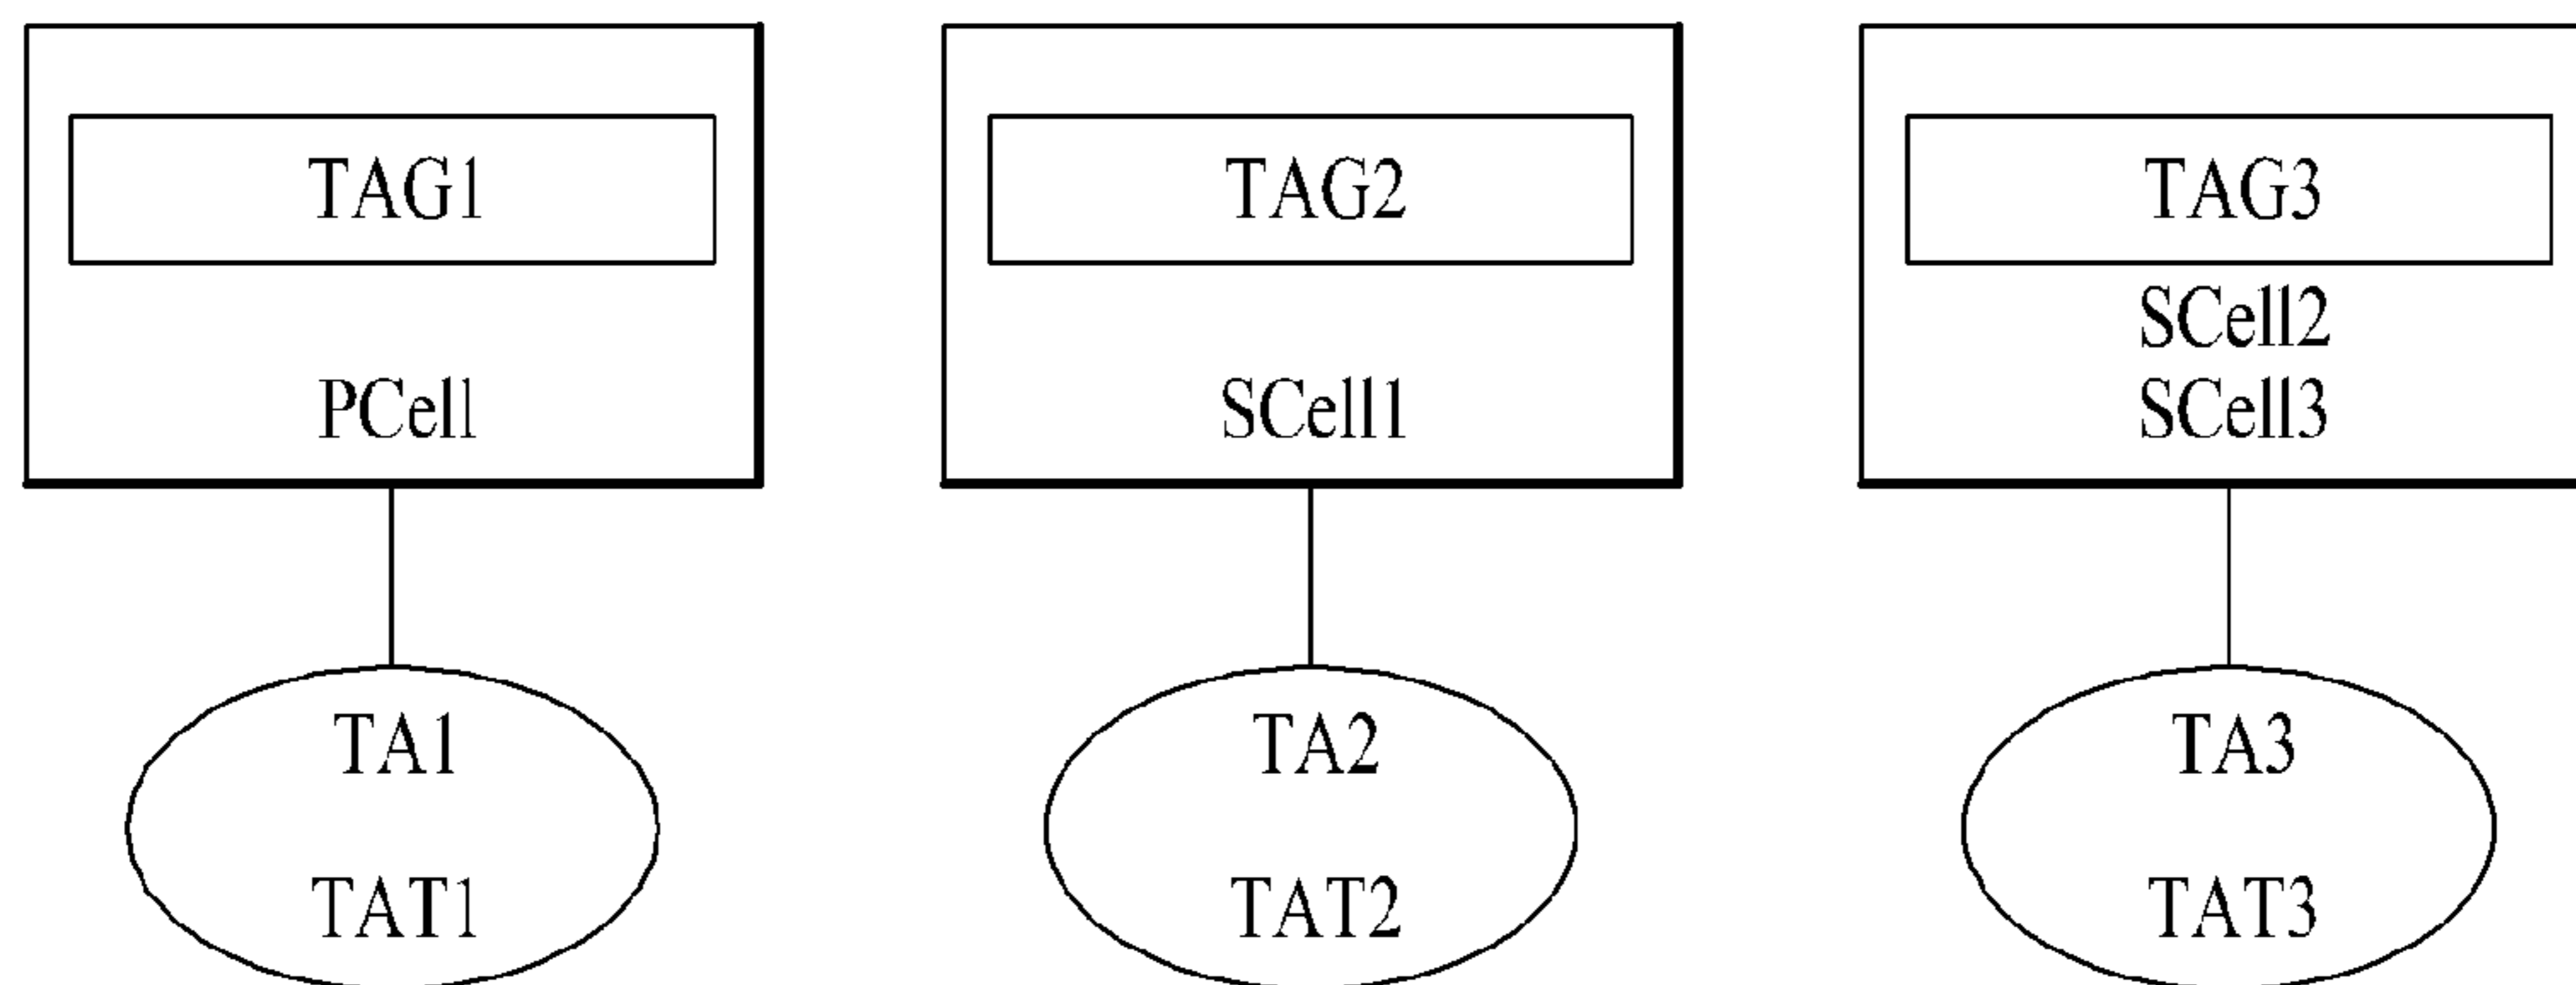 TAG1
PCell
TA1
TAT1
TAG2
SCell1
TA2
TAT2
TAG3
SCell2
SCell3
TA3
TAT3